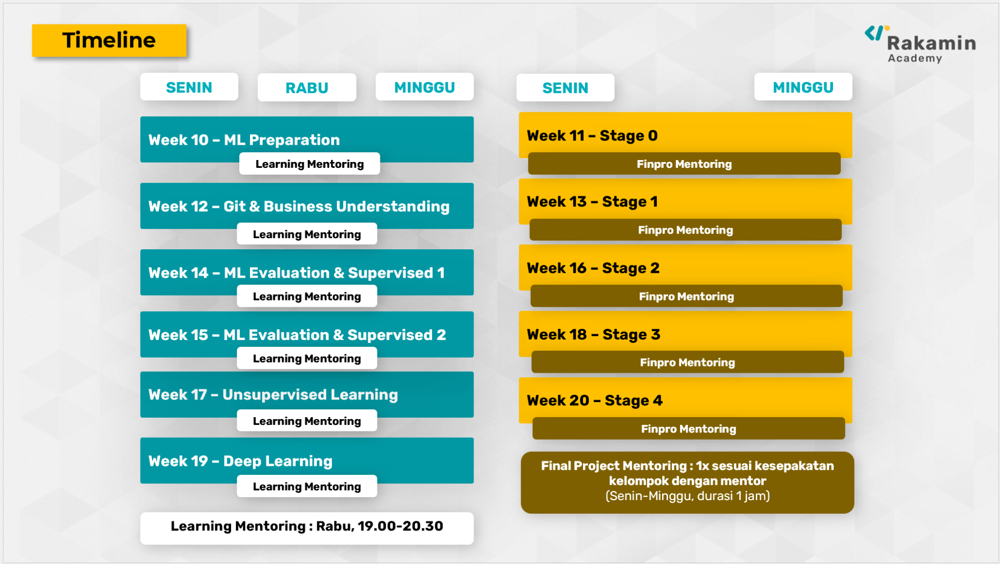 Timeline
Rakamin
Academy
SENIN
RABU
MINGGU
Week 10 – ML Preparation
Learning Mentoring
Week 12 – Git & Business Understanding
Learning Mentoring
Week 14 – ML Evaluation & Supervised 1
Learning Mentoring
Week 15 – ML Evaluation & Supervised 2
Learning Mentoring
Week 17 – Unsupervised Learning
Learning Mentoring
Week 19 – Deep Learning
Learning Mentoring
Learning Mentoring : Rabu, 19.00-20.30
SENIN
MINGGU
Week 11 – Stage 0
Finpro Mentoring
Week 13 – Stage 1
Finpro Mentoring
Week 16 – Stage 2
Finpro Mentoring
Week 18 – Stage 3
Finpro Mentoring
Week 20 – Stage 4
Finpro Mentoring
Final Project Mentoring : 1x sesuai kesepakatan
kelompok dengan mentor
(Senin-Minggu, durasi 1 jam)